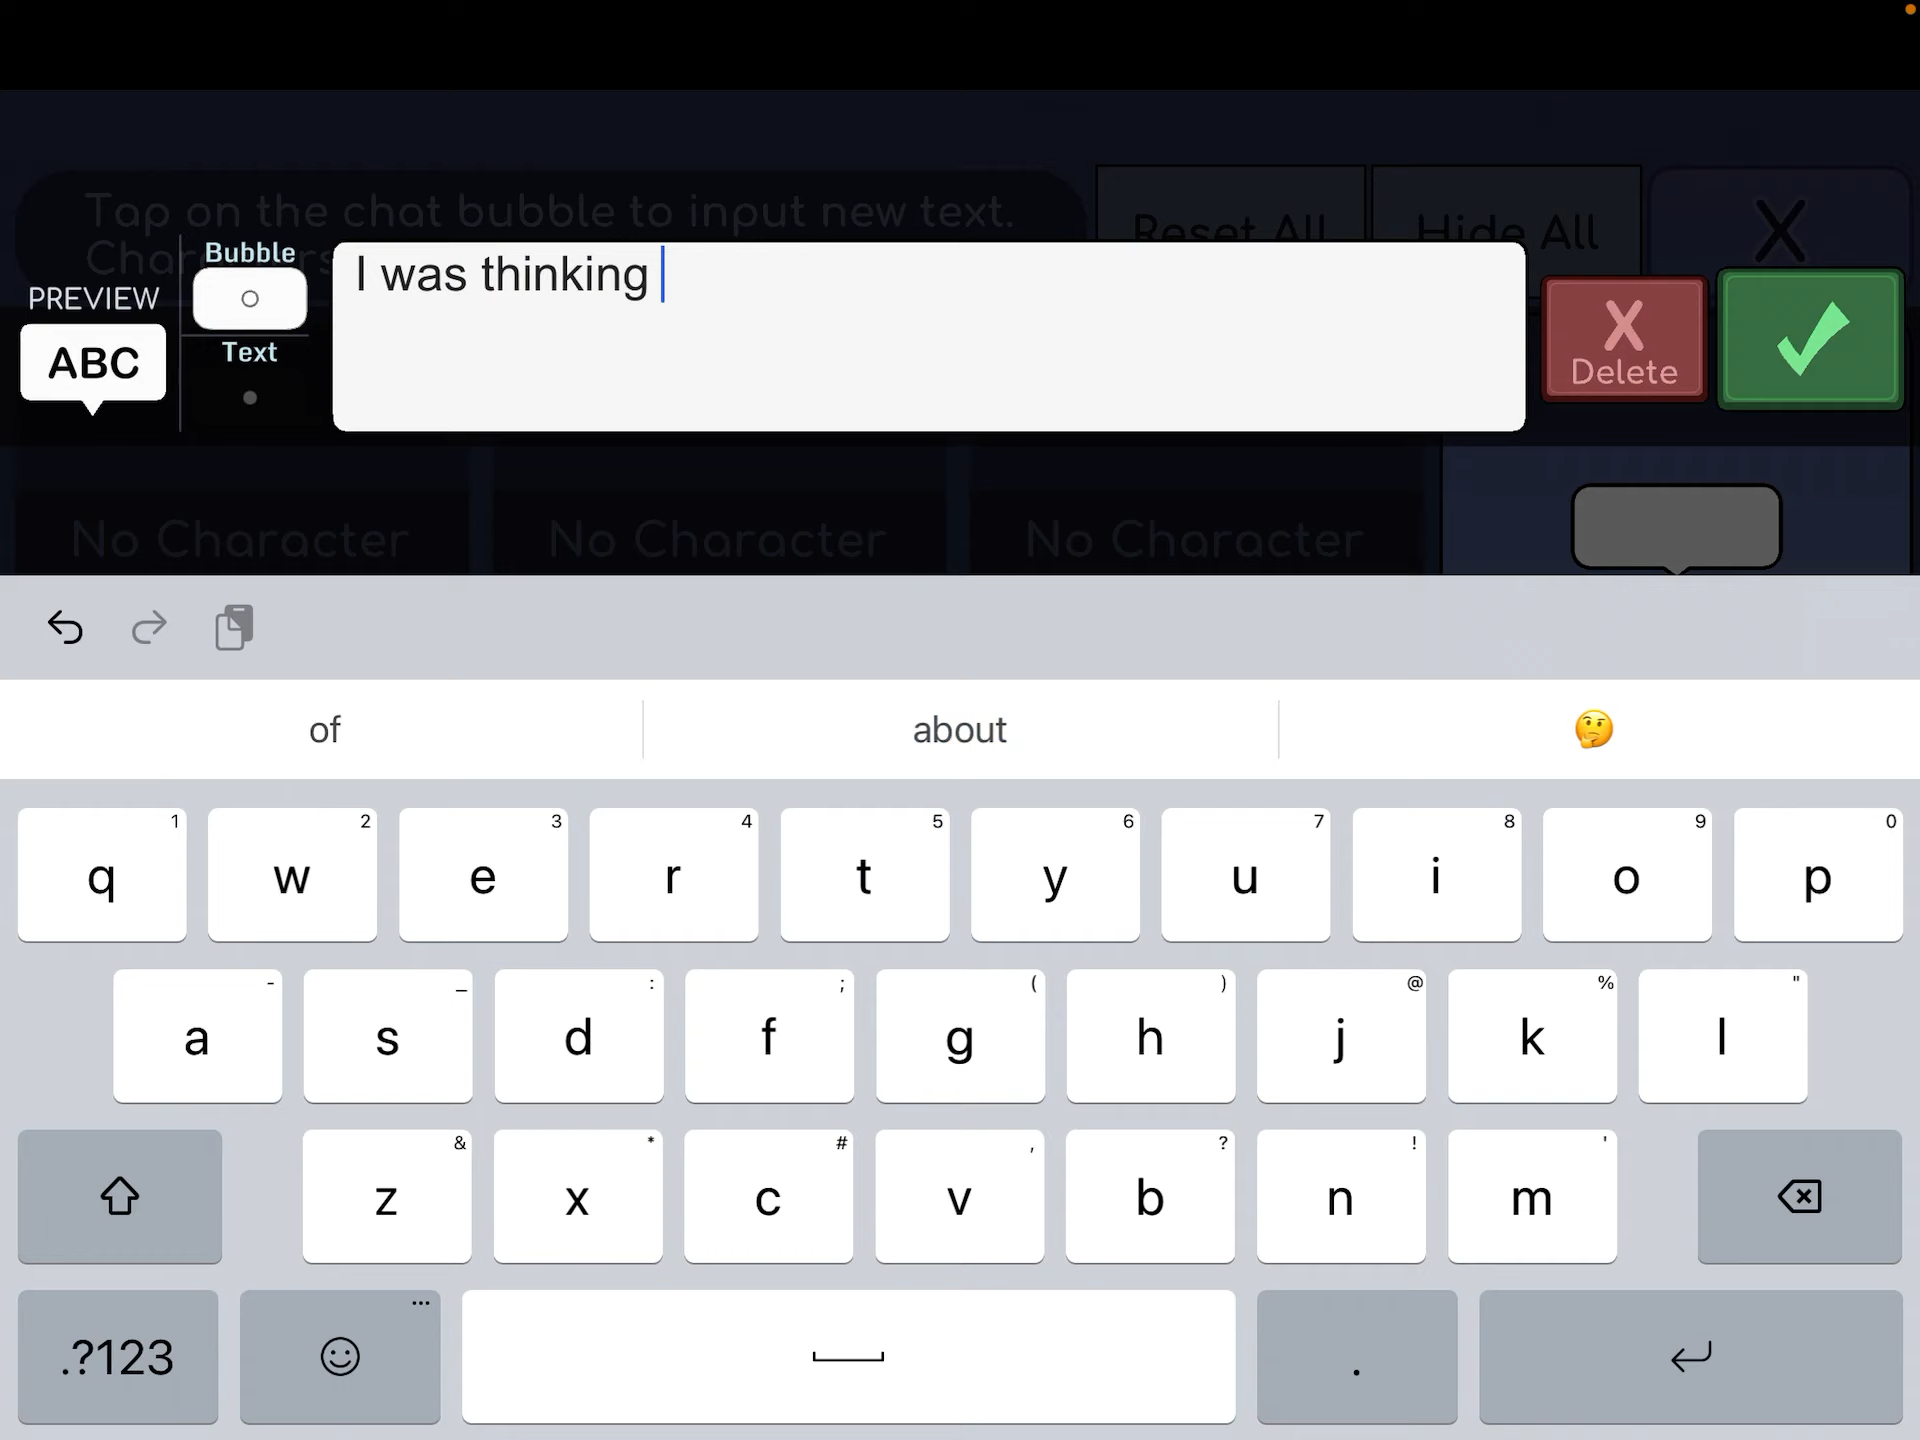 Tap on the chat bubble to input new text.
Reset All
Hide All
X
Bubble
PREVIEW
ABC
Text
I was thinking
X
Delete
No Character
No Character
No Character
of
about
🤔
1 2 3 4 5 6 7 8 9 0
q w e r t y u i o p
- _ : ; ( ) @ % "
a s d f g h j k l
& * # , ? ! '
z x c v b n m
.?123
...
.